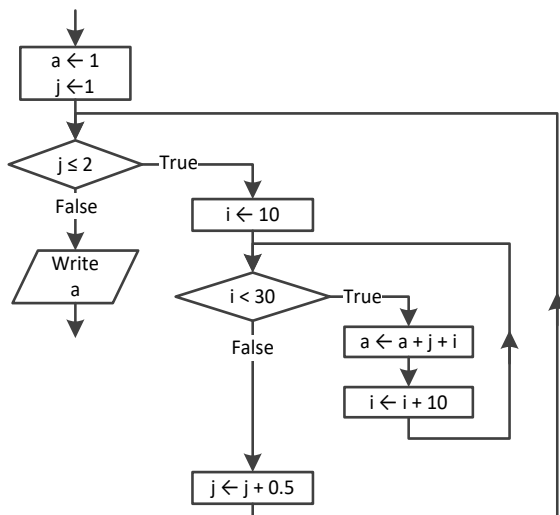 a ← 1
j ←1
j ≤ 2
True
False
i ← 10
Write
a
i < 30
True
a ← a + j + i
False
i ← i + 10
j ← j + 0.5